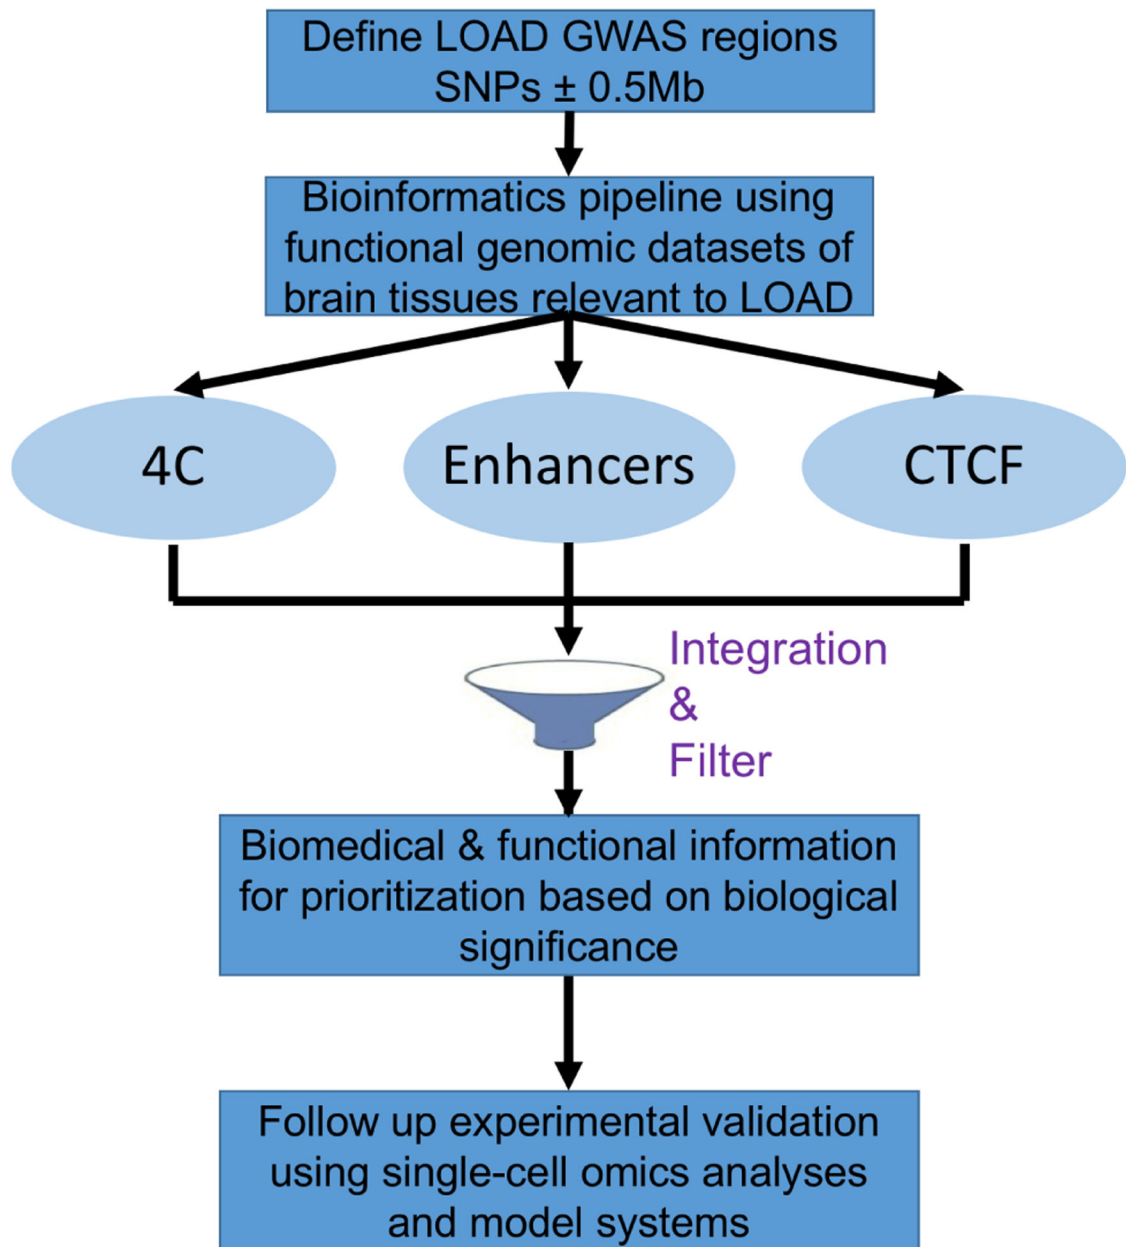 Define LOAD GWAS regions
SNPs ± 0.5Mb
Bioinformatics pipeline using
functional genomic datasets of
brain tissues relevant to LOAD
4C
Enhancers
CTCF
Integration
&
Filter
Biomedical & functional information
for prioritization based on biological
significance
Follow up experimental validation
using single-cell omics analyses
and model systems